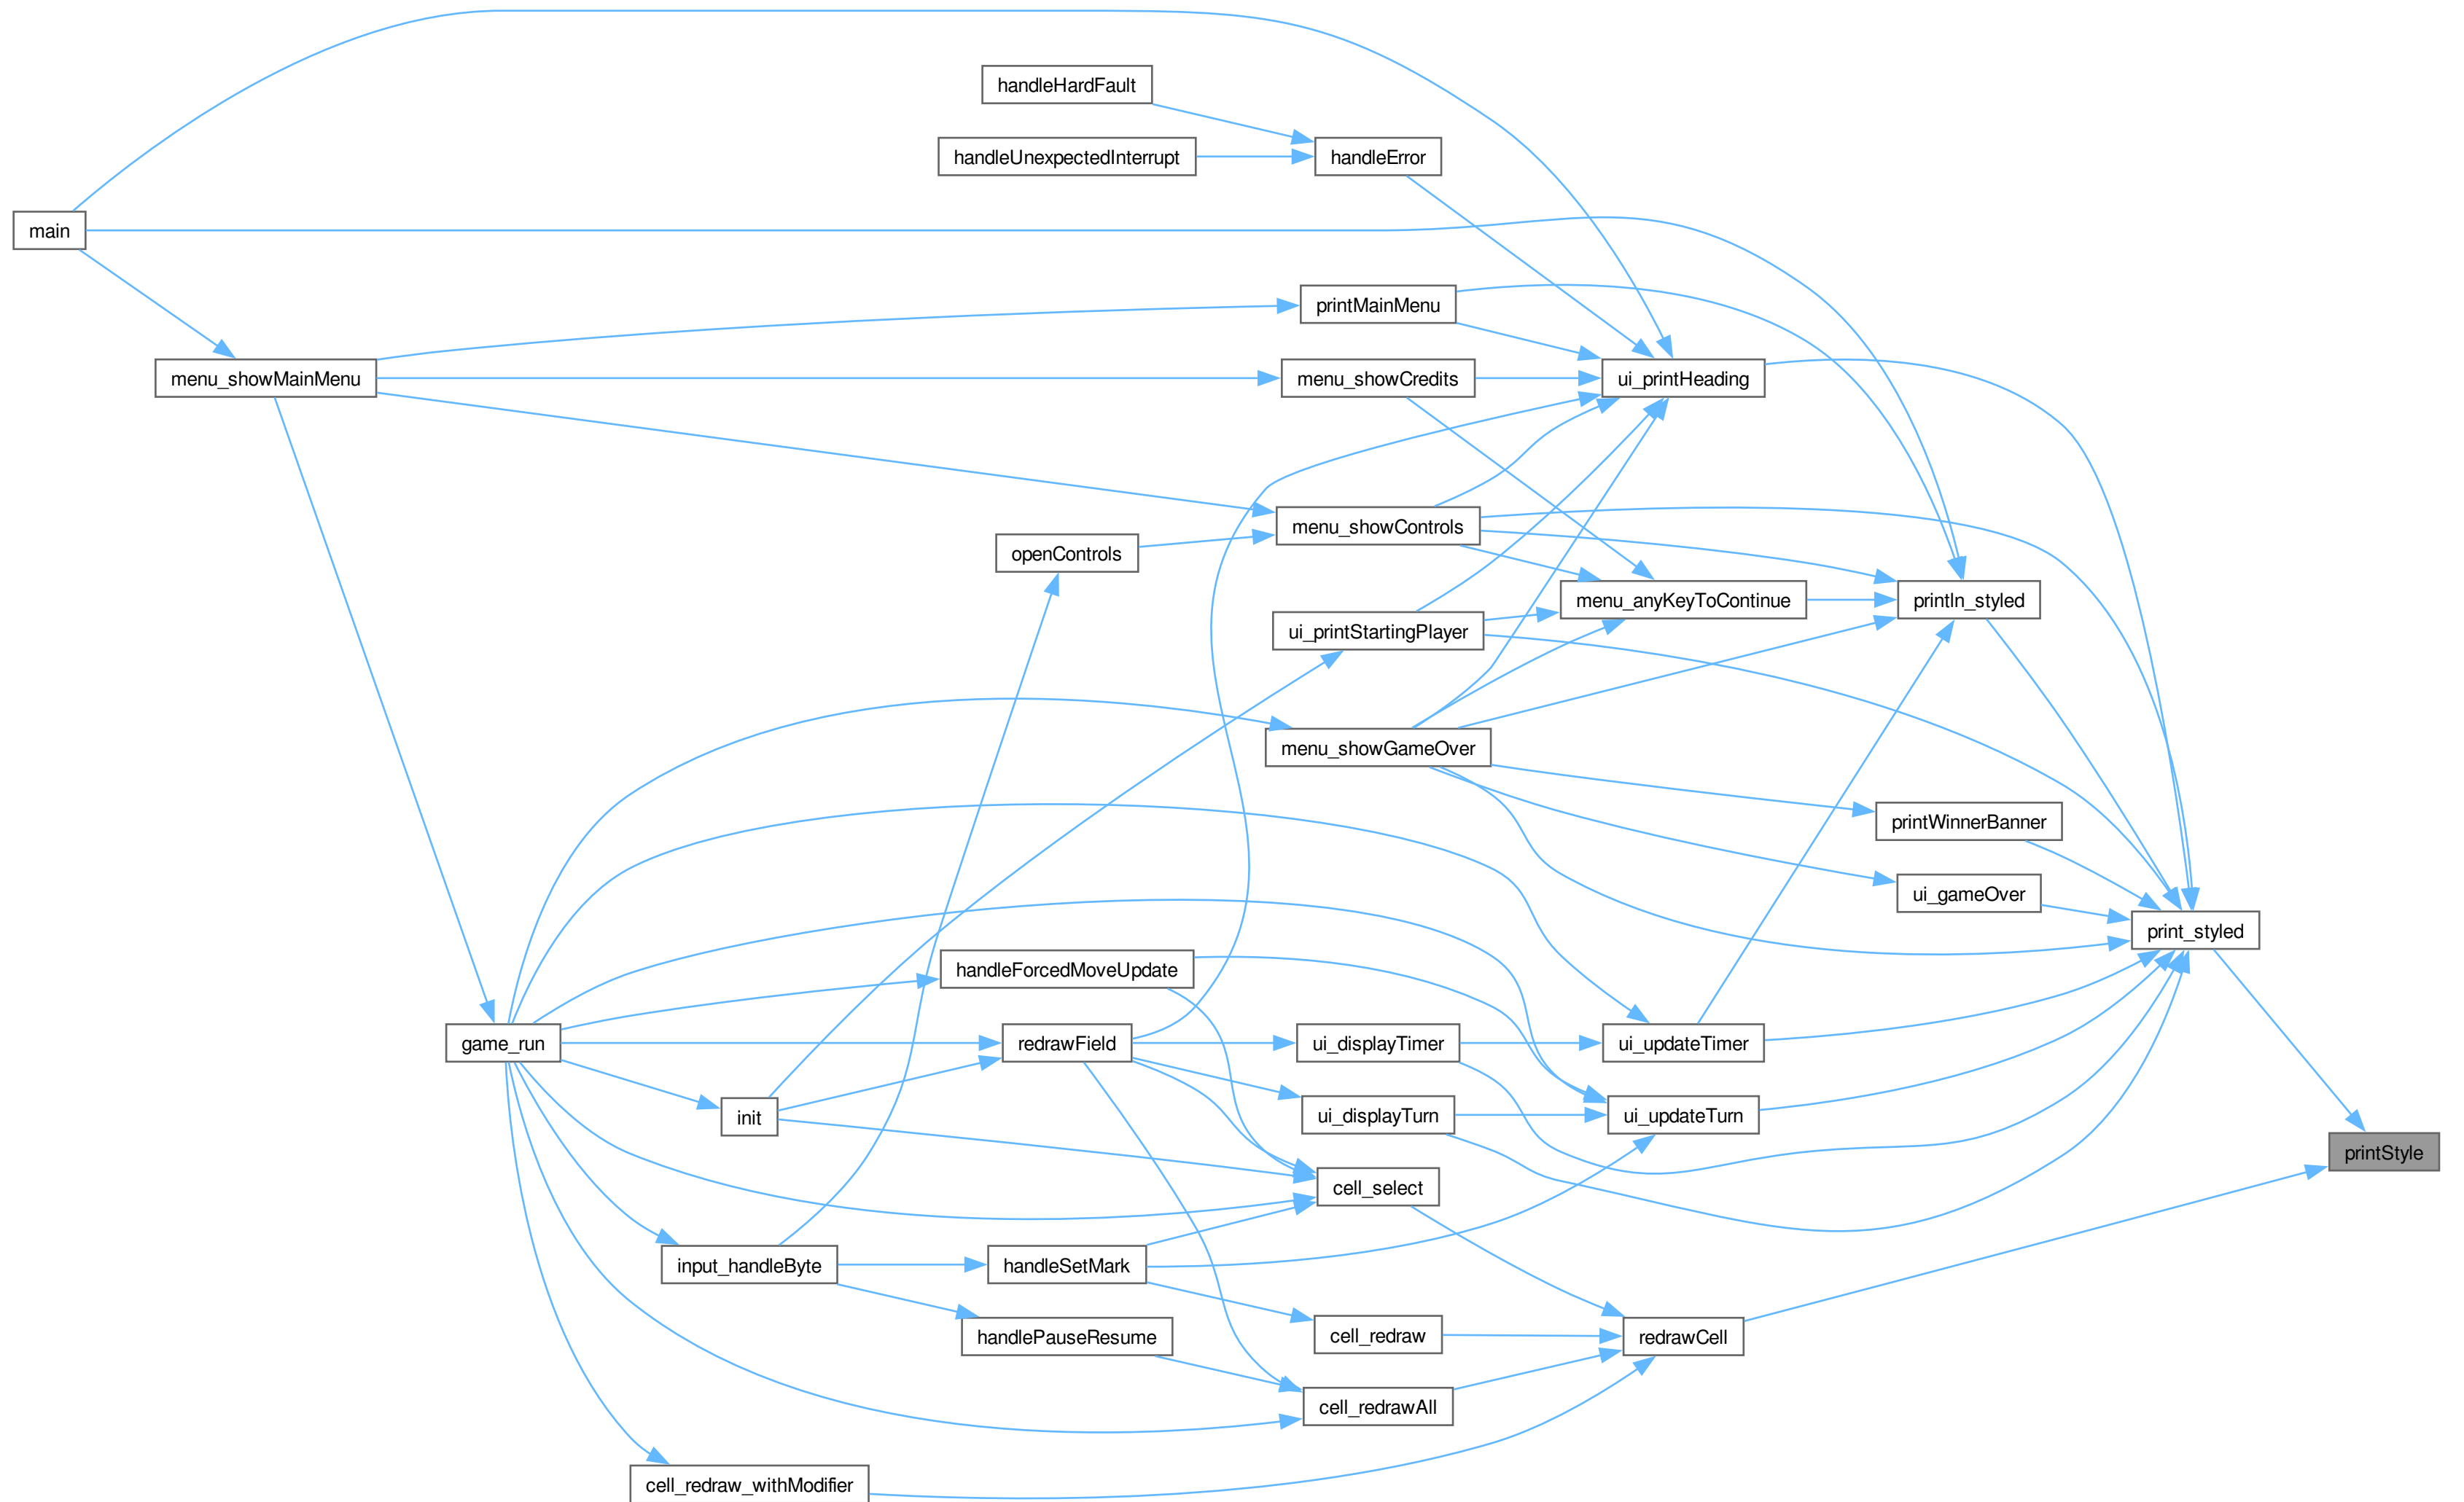 handleHardFault
handleUnexpectedInterrupt
handleError
main
printMainMenu
menu_showMainMenu
menu_showCredits
ui_printHeading
menu_showControls
openControls
menu_anyKeyToContinue
println_styled
ui_printStartingPlayer
menu_showGameOver
printWinnerBanner
ui_gameOver
print_styled
handleForcedMoveUpdate
game_run
redrawField
ui_displayTimer
ui_updateTimer
init
ui_displayTurn
ui_updateTurn
printStyle
cell_select
input_handleByte
handleSetMark
handlePauseResume
cell_redraw
redrawCell
cell_redrawAll
cell_redraw_withModifier